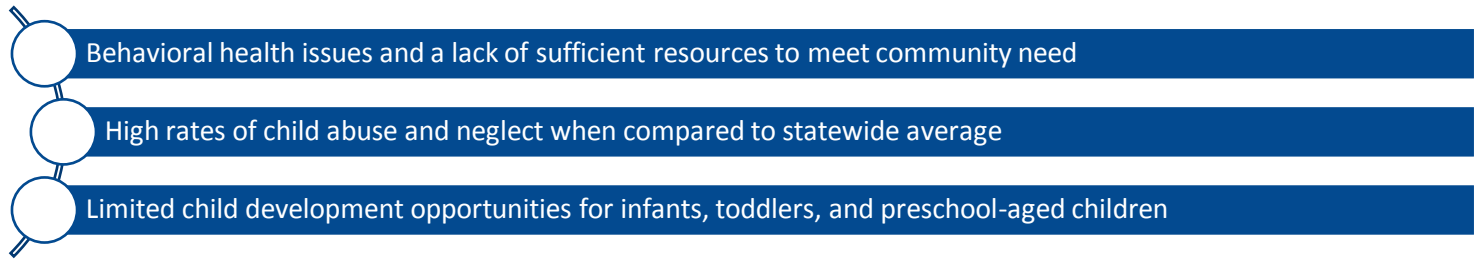 Behavioral health issues and a lack of sufficient resources to meet community need
High rates of child abuse and neglect when compared to statewide average
Limited child development opportunities for infants, toddlers, and preschool-aged children